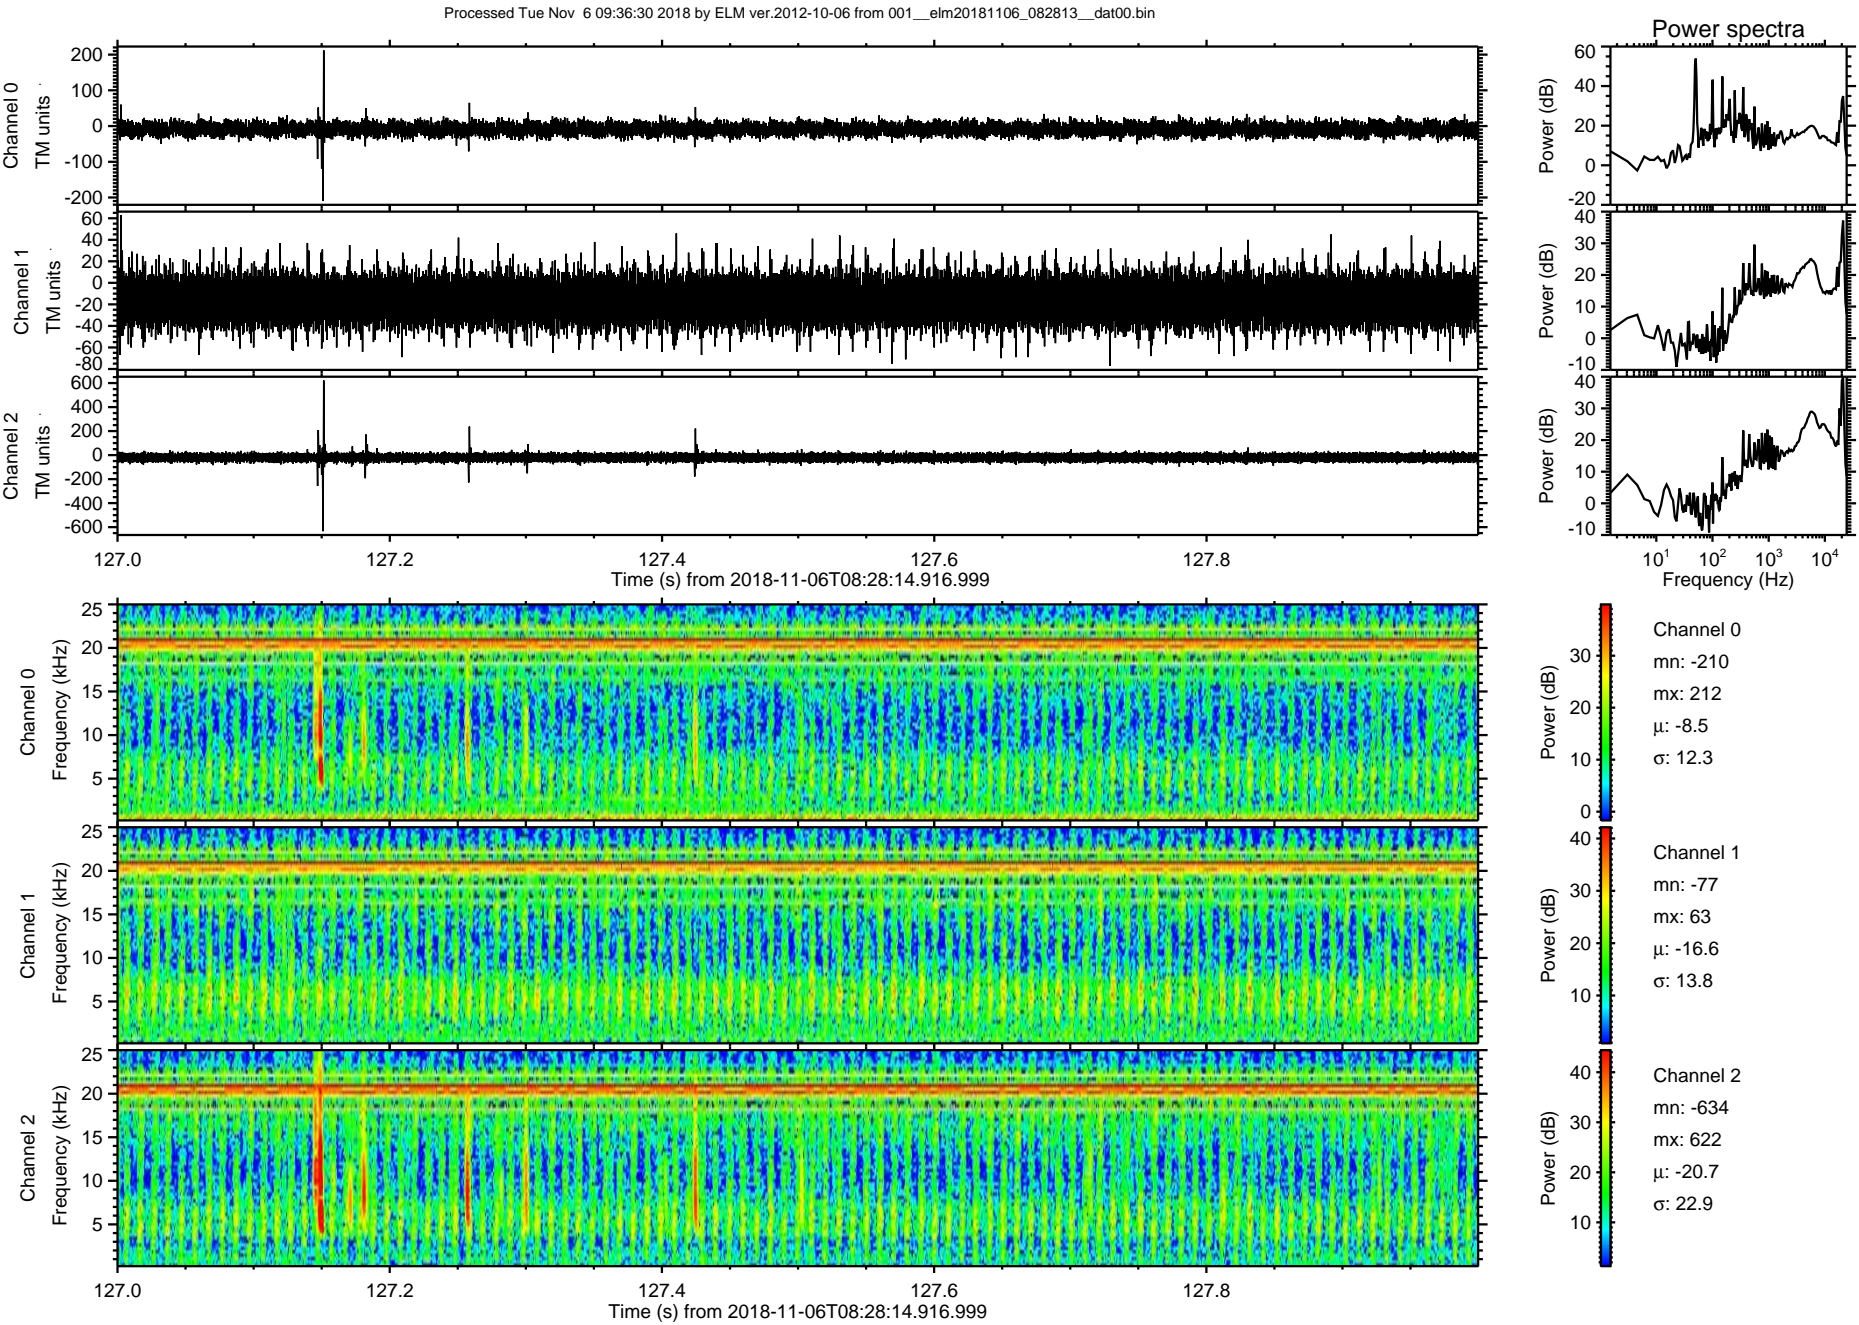 Processed Tue Nov  6 09:36:30 2018 by ELM ver.2012-10-06 from 001__elm20181106_082813__dat00.bin
Power spectra
Channel 0
TM units
200
100
0
-100
-200
Power (dB)
60
40
20
0
-20
Channel 1
TM units
60
40
20
0
-20
-40
-60
-80
Power (dB)
40
30
20
10
0
-10
Channel 2
TM units
600
400
200
0
-200
-400
-600
Power (dB)
40
30
20
10
0
-10
127.0 127.2 127.4 127.6 127.8
Time (s) from 2018-11-06T08:28:14.916.999
10¹ 10² 10³ 10⁴
Frequency (Hz)
Channel 0
Frequency (kHz)
25
20
15
10
5
Power (dB)
30
20
10
0
Channel 0
mn: -210
mx: 212
μ: -8.5
σ: 12.3
Channel 1
Frequency (kHz)
25
20
15
10
5
Power (dB)
40
30
20
10
Channel 1
mn: -77
mx: 63
μ: -16.6
σ: 13.8
Channel 2
Frequency (kHz)
25
20
15
10
5
Power (dB)
40
30
20
10
Channel 2
mn: -634
mx: 622
μ: -20.7
σ: 22.9
127.0 127.2 127.4 127.6 127.8
Time (s) from 2018-11-06T08:28:14.916.999